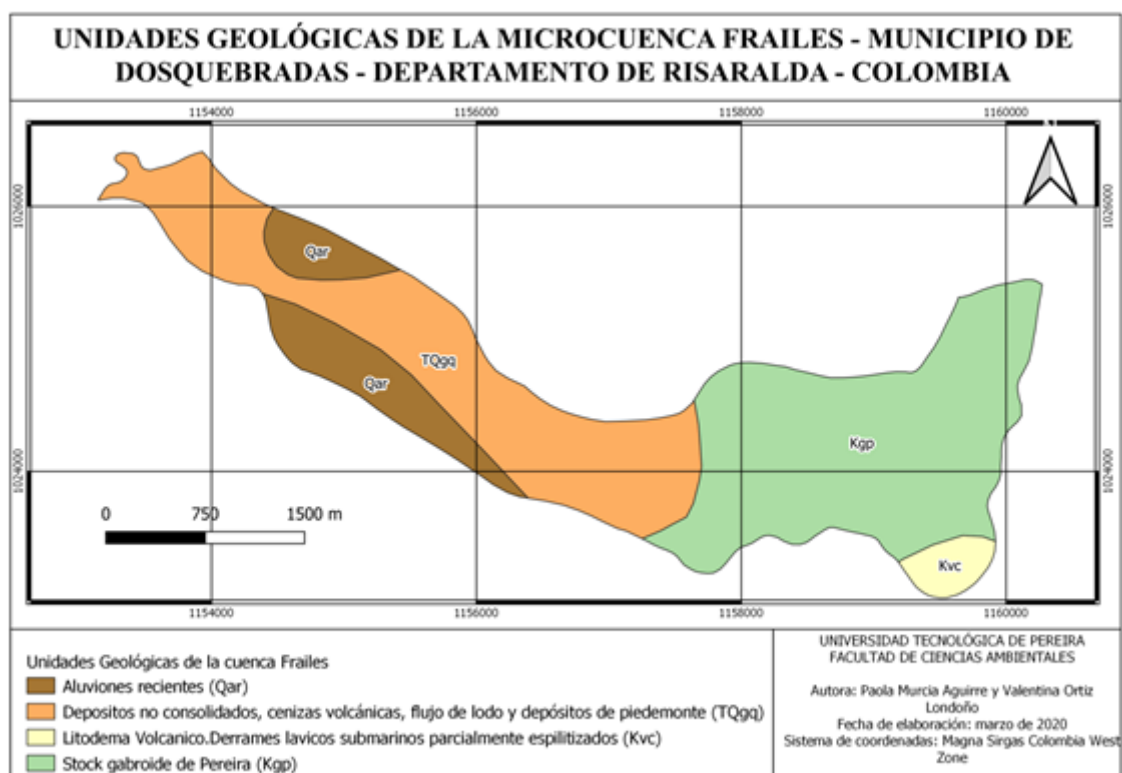 UNIDADES GEOLÓGICAS DE LA MICROCUENCA FRAILES - MUNICIPIO DE
DOSQUEBRADAS - DEPARTAMENTO DE RISARALDA - COLOMBIA
1154000
1156000
1158000
1160000
N
1026000
1026000
Qar
TQgq
Qar
Kgp
1024000
1024000
0 750 1500 m
Kvc
1154000
1156000
1158000
1160000
Unidades Geológicas de la cuenca Frailes
Aluviones recientes (Qar)
Depositos no consolidados, cenizas volcánicas, flujo de lodo y depósitos de piedemonte (TQgq)
Litodema Volcanico.Derrames lavicos submarinos parcialmente espilitizados (Kvc)
Stock gabroide de Pereira (Kgp)
UNIVERSIDAD TECNOLÓGICA DE PEREIRA
FACULTAD DE CIENCIAS AMBIENTALES
Autora: Paola Murcia Aguirre y Valentina Ortiz
Londoño
Fecha de elaboración: marzo de 2020
Sistema de coordenadas: Magna Sirgas Colombia West
Zone